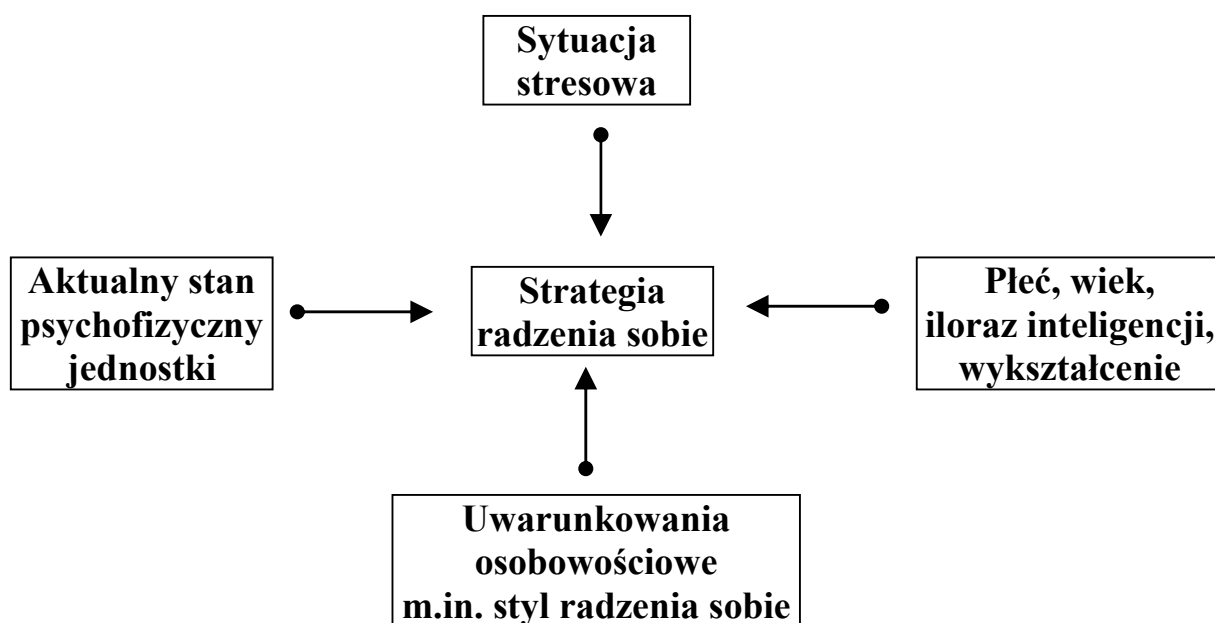 Sytuacja
stresowa
Aktualny stan
psychofizyczny
jednostki
Strategia
radzenia sobie
Płeć, wiek,
iloraz inteligencji,
wykształcenie
Uwarunkowania
osobowościowe
m.in. styl radzenia sobie